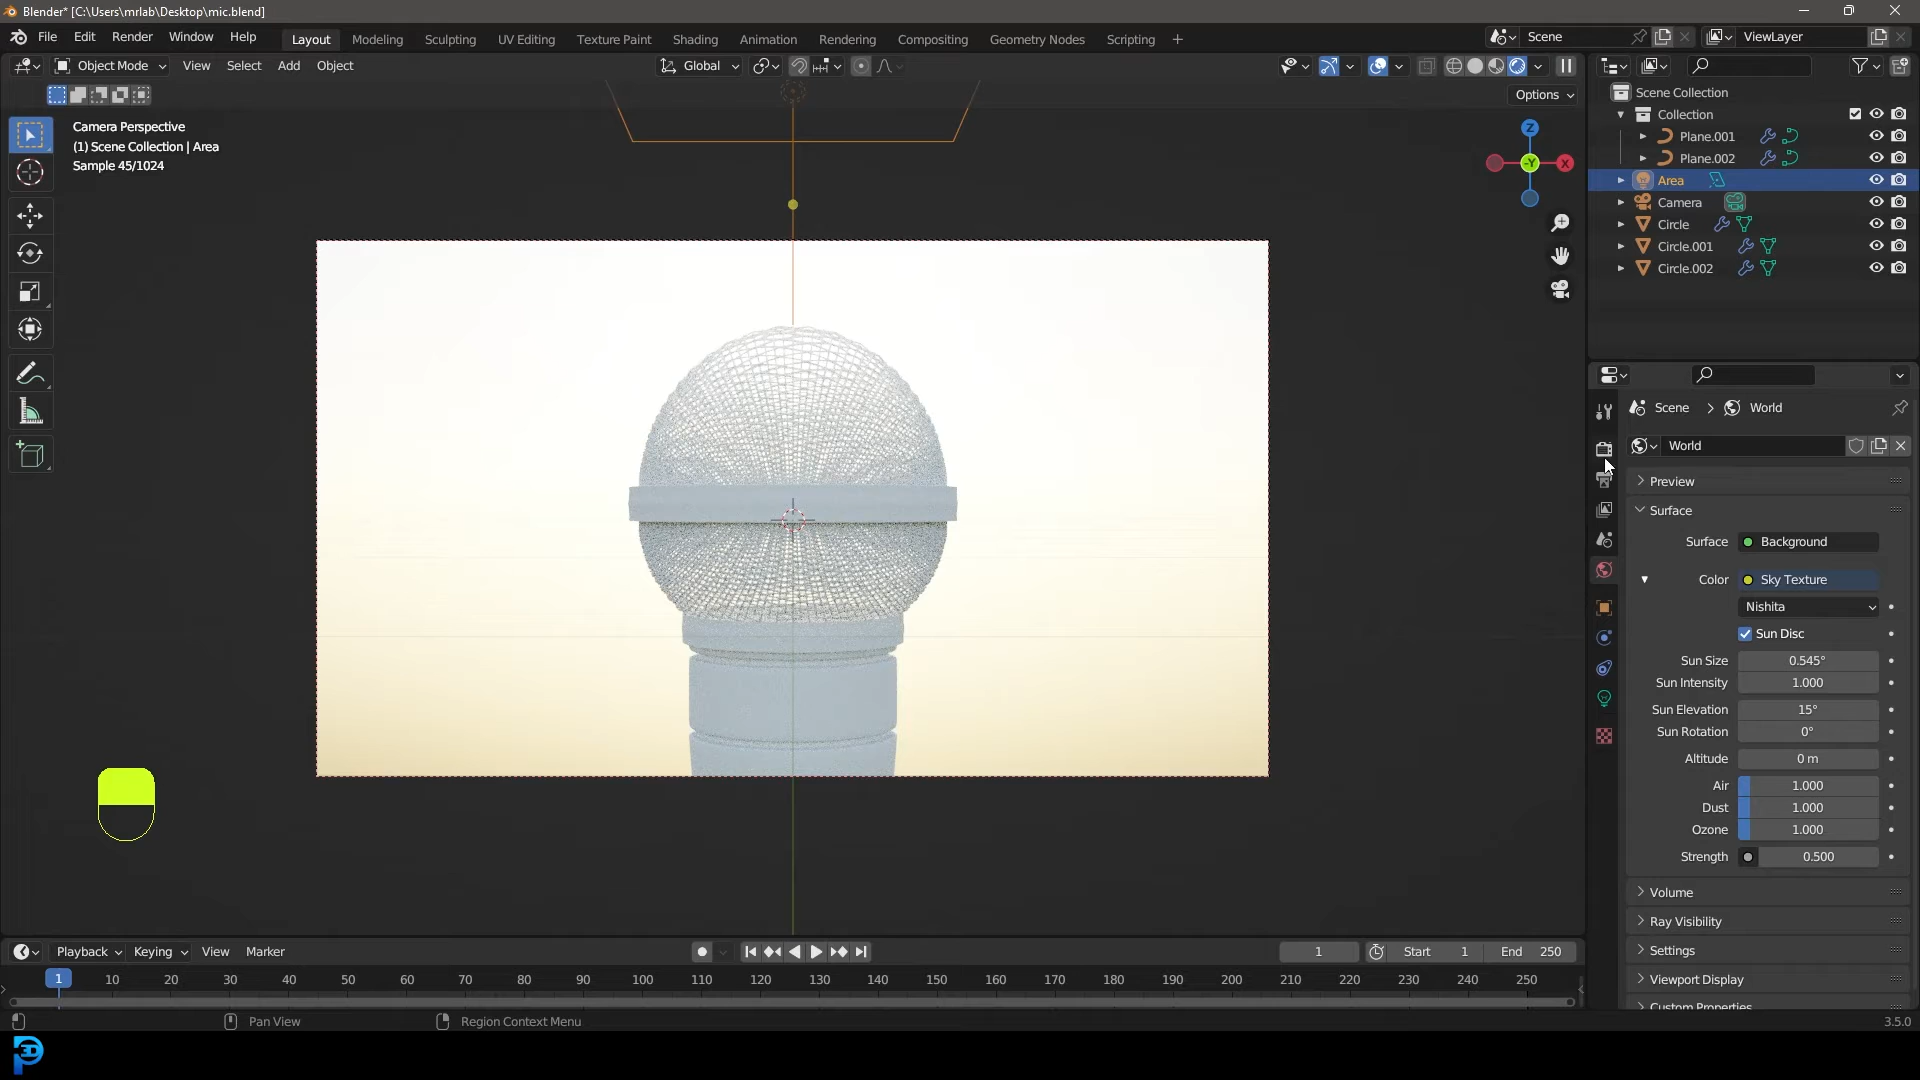 Blender* [C:\Users\mrlab\Desktop\mic.blend]
File Edit Render Window Help Layout Modeling Sculpting UV Editing Texture Paint Shading Animation Rendering Compositing Geometry Nodes Scripting + Scene ViewLayer
Object Mode View Select Add Object Global
Options
Camera Perspective
(1) Scene Collection | Area
Sample 45/1024
Z
-Y X
Scene Collection
Collection
Plane.001
Plane.002
Area
Camera
Circle
Circle.001
Circle.002
Scene > World
World
Preview
Surface
Surface Background
Color Sky Texture
Nishita
Sun Disc
Sun Size 0.545°
Sun Intensity 1.000
Sun Elevation 15°
Sun Rotation 0°
Altitude 0 m
Air 1.000
Dust 1.000
Ozone 1.000
Strength 0.500
Volume
Ray Visibility
Settings
Viewport Display
Custom Properties
Playback Keying View Marker 1 Start 1 End 250
1 10 20 30 40 50 60 70 80 90 100 110 120 130 140 150 160 170 180 190 200 210 220 230 240 250
Pan View Region Context Menu 3.5.0